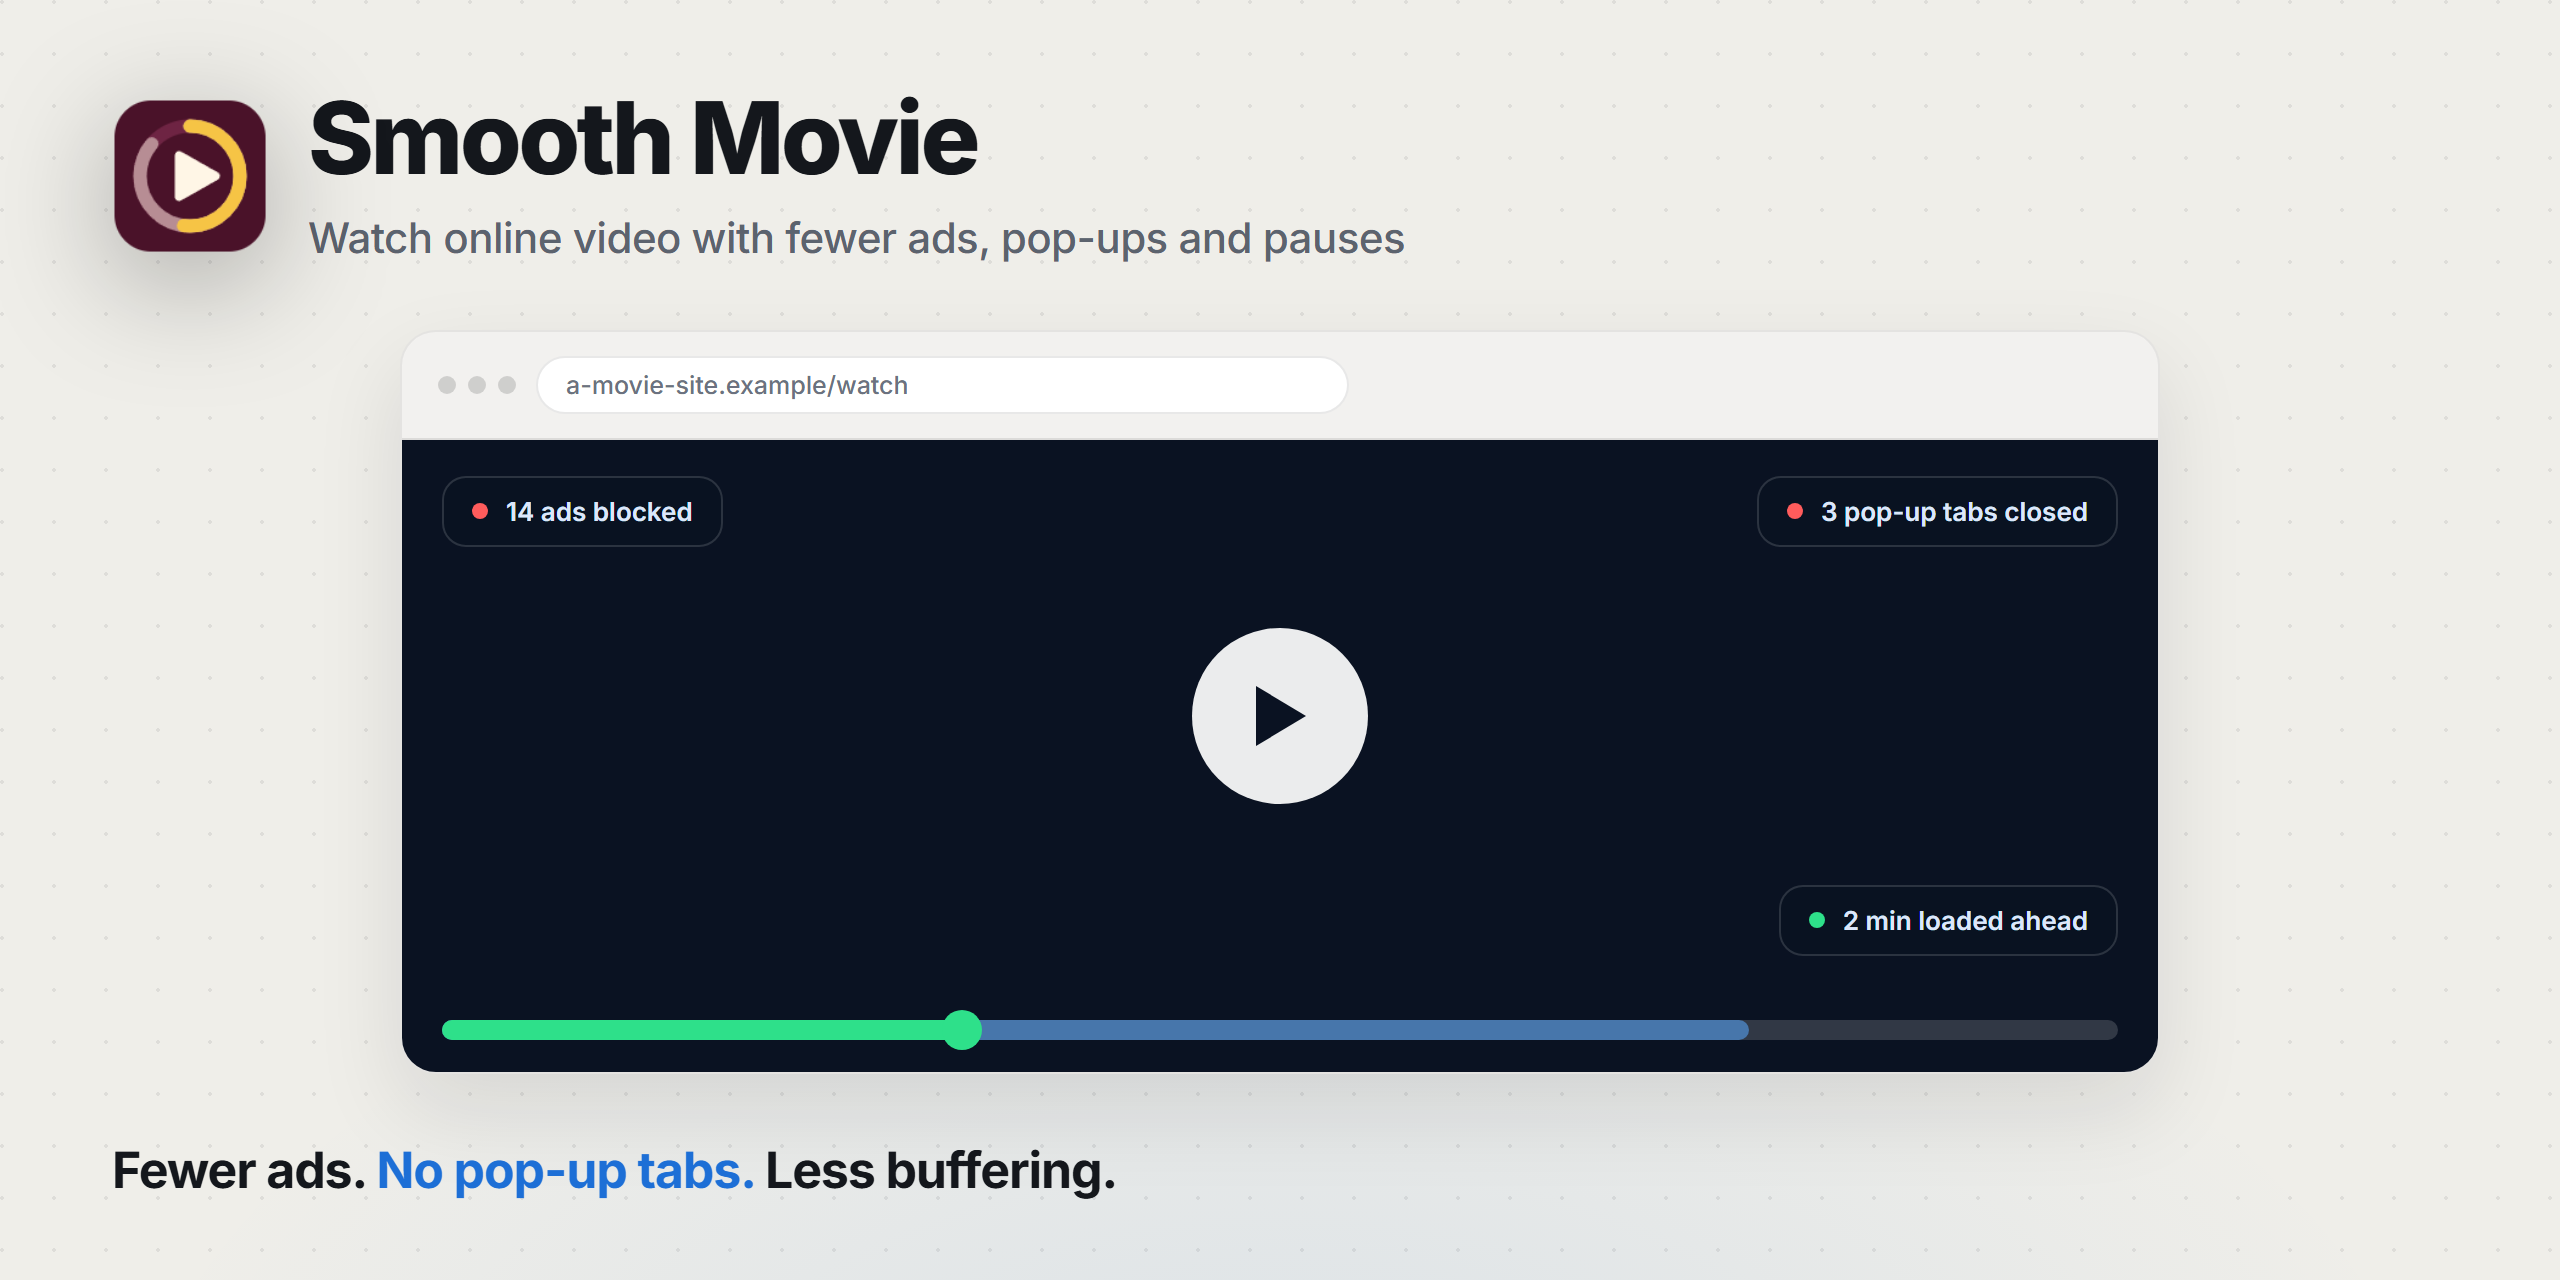 Smooth Movie
Watch online video with fewer ads, pop-ups and pauses
a-movie-site.example/watch
14 ads blocked
3 pop-up tabs closed
2 min loaded ahead
Fewer ads. No pop-up tabs. Less buffering.